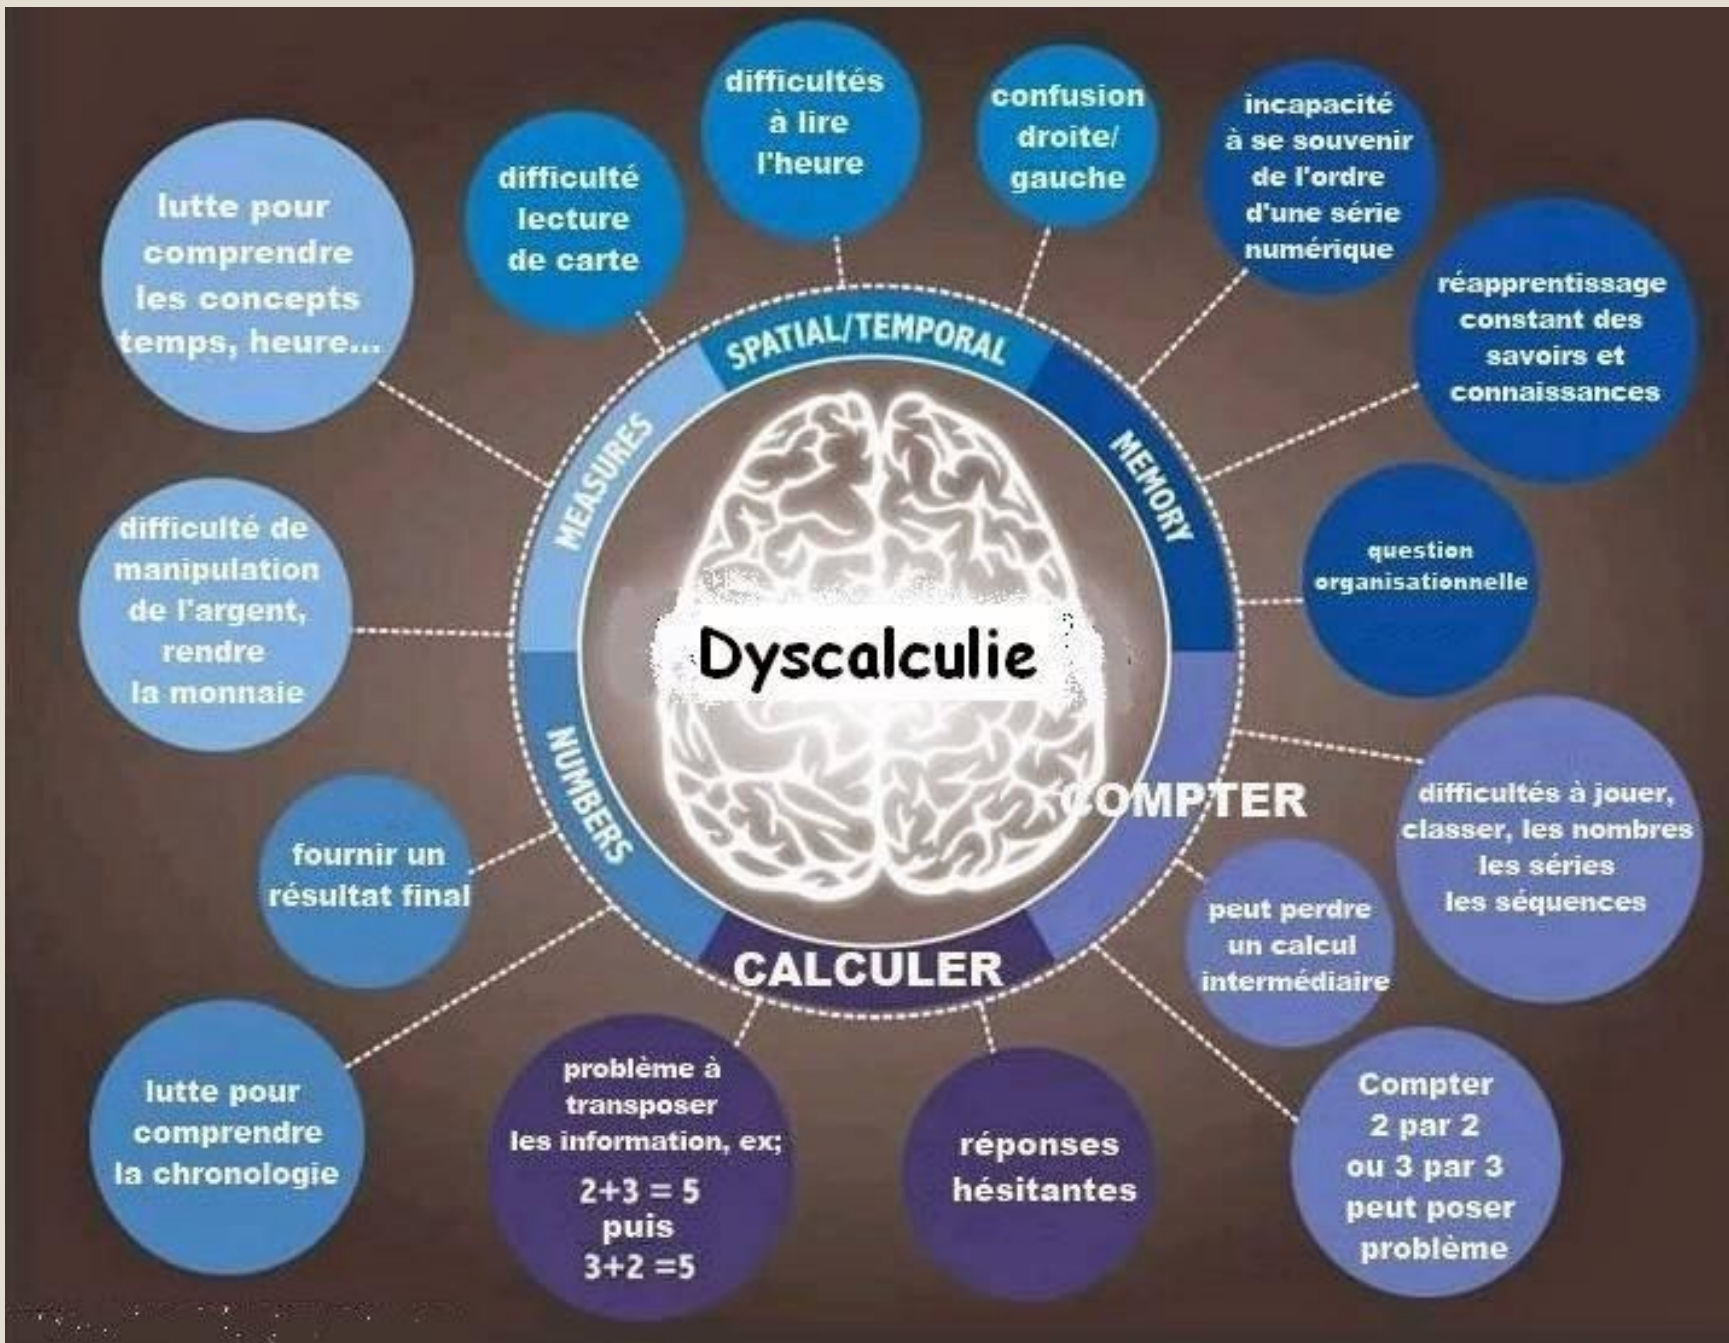 difficultés
à lire
l'heure
confusion
droite/
gauche
incapacité
à se souvenir
de l'ordre
d'une série
numérique
difficulté
lecture
de carte
lutte pour
comprendre
les concepts
temps, heure...
réapprentissage
constant des
savoirs et
connaissances
SPATIAL/TEMPORAL
MEASURES
MEMORY
difficulté de
manipulation
de l'argent,
rendre
la monnaie
question
organisationnelle
Dyscalculie
NUMBERS
COMPTER
difficultés à jouer,
classer, les nombres
les séries
les séquences
fournir un
résultat final
peut perdre
un calcul
intermédiaire
CALCULER
lutte pour
comprendre
la chronologie
problème à
transposer
les information, ex;
2+3 = 5
puis
3+2 =5
réponses
hésitantes
Compter
2 par 2
ou 3 par 3
peut poser
problème